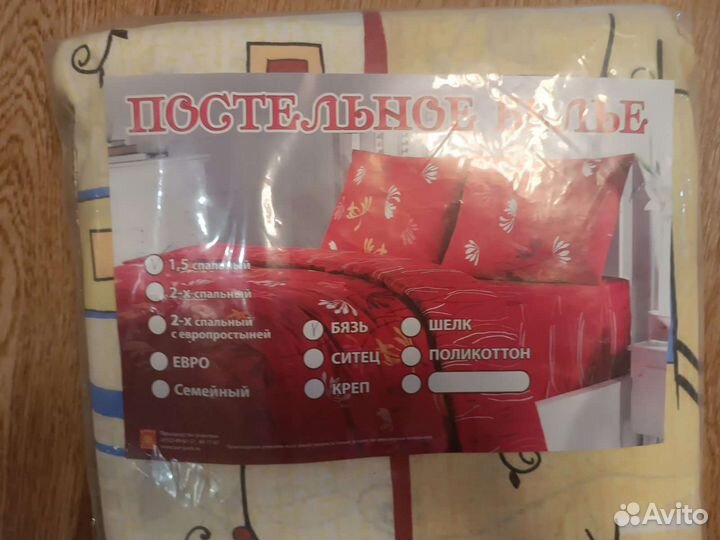 ПОСТЕЛЬНОЕ БЕЛЬЕ
1,5 спальный
2-х спальный
2-х спальный
с европростыней
ЕВРО
Семейный
БЯЗЬ
СИТЕЦ
КРЕП
ШЕЛК
ПОЛИКОТТОН
Avito